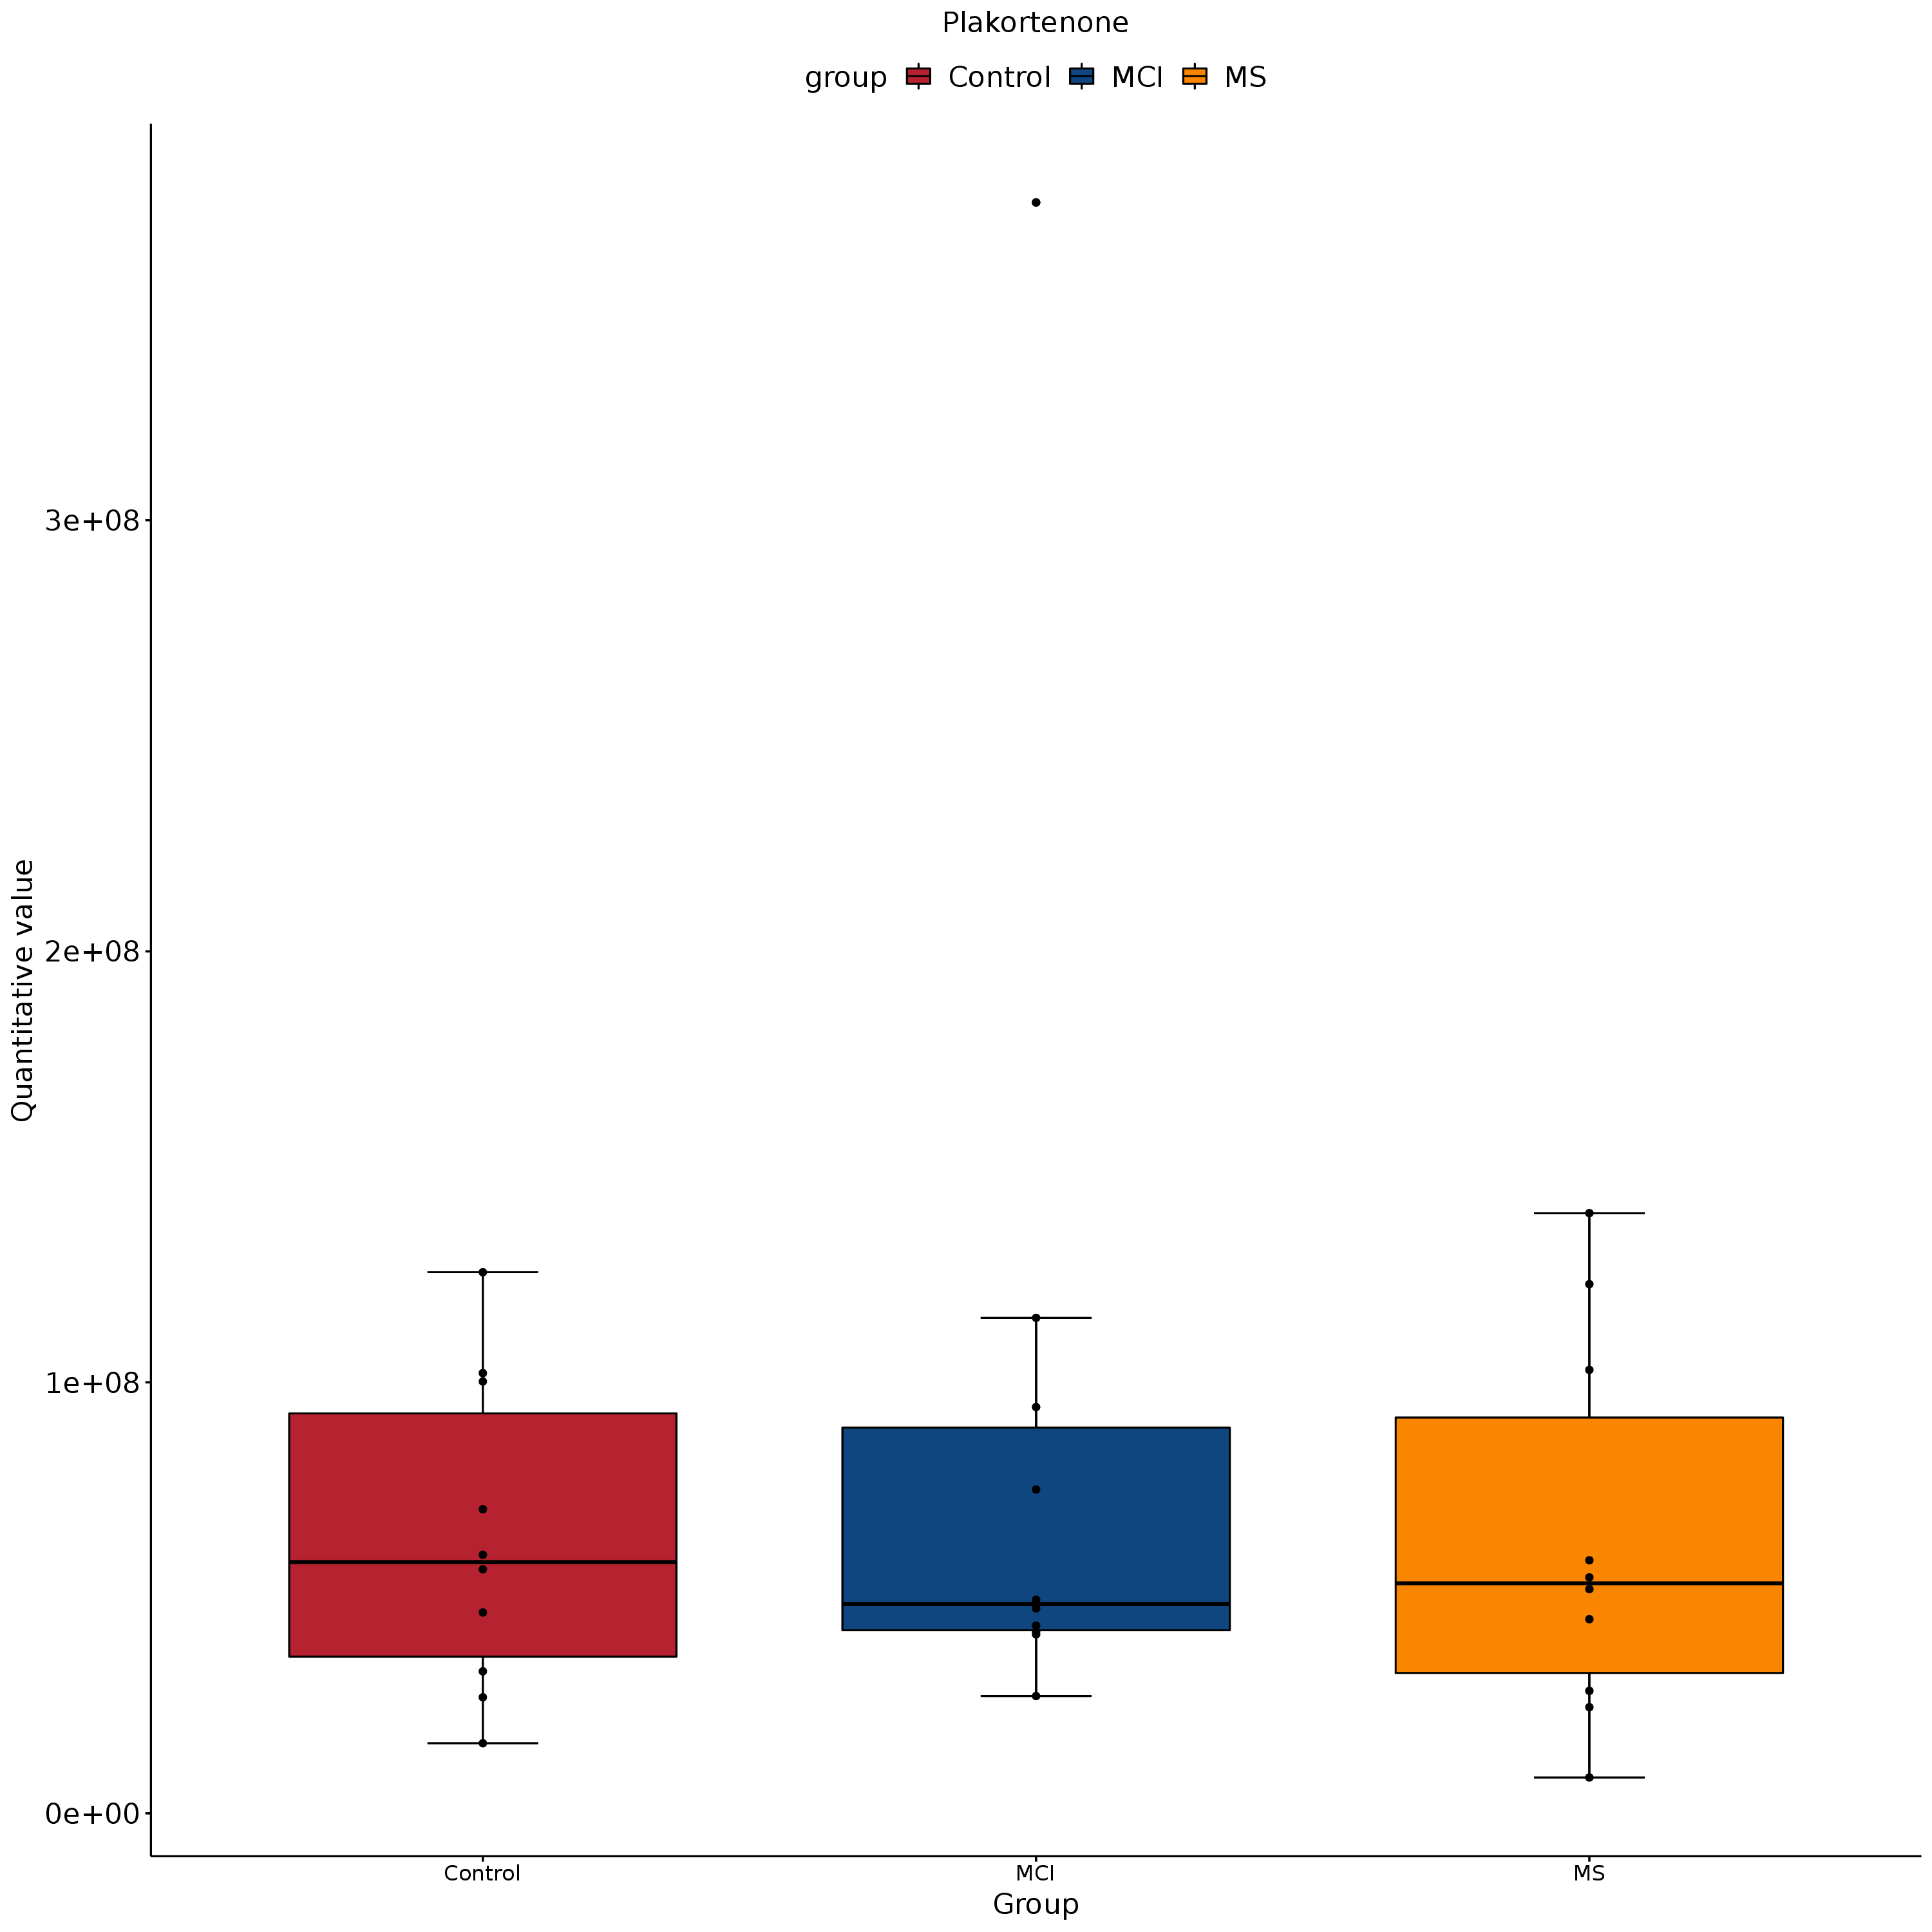 Plakortenone
group Control MCI MS
Quantitative value
3e+08
2e+08
1e+08
0e+00
Control MCI MS
Group